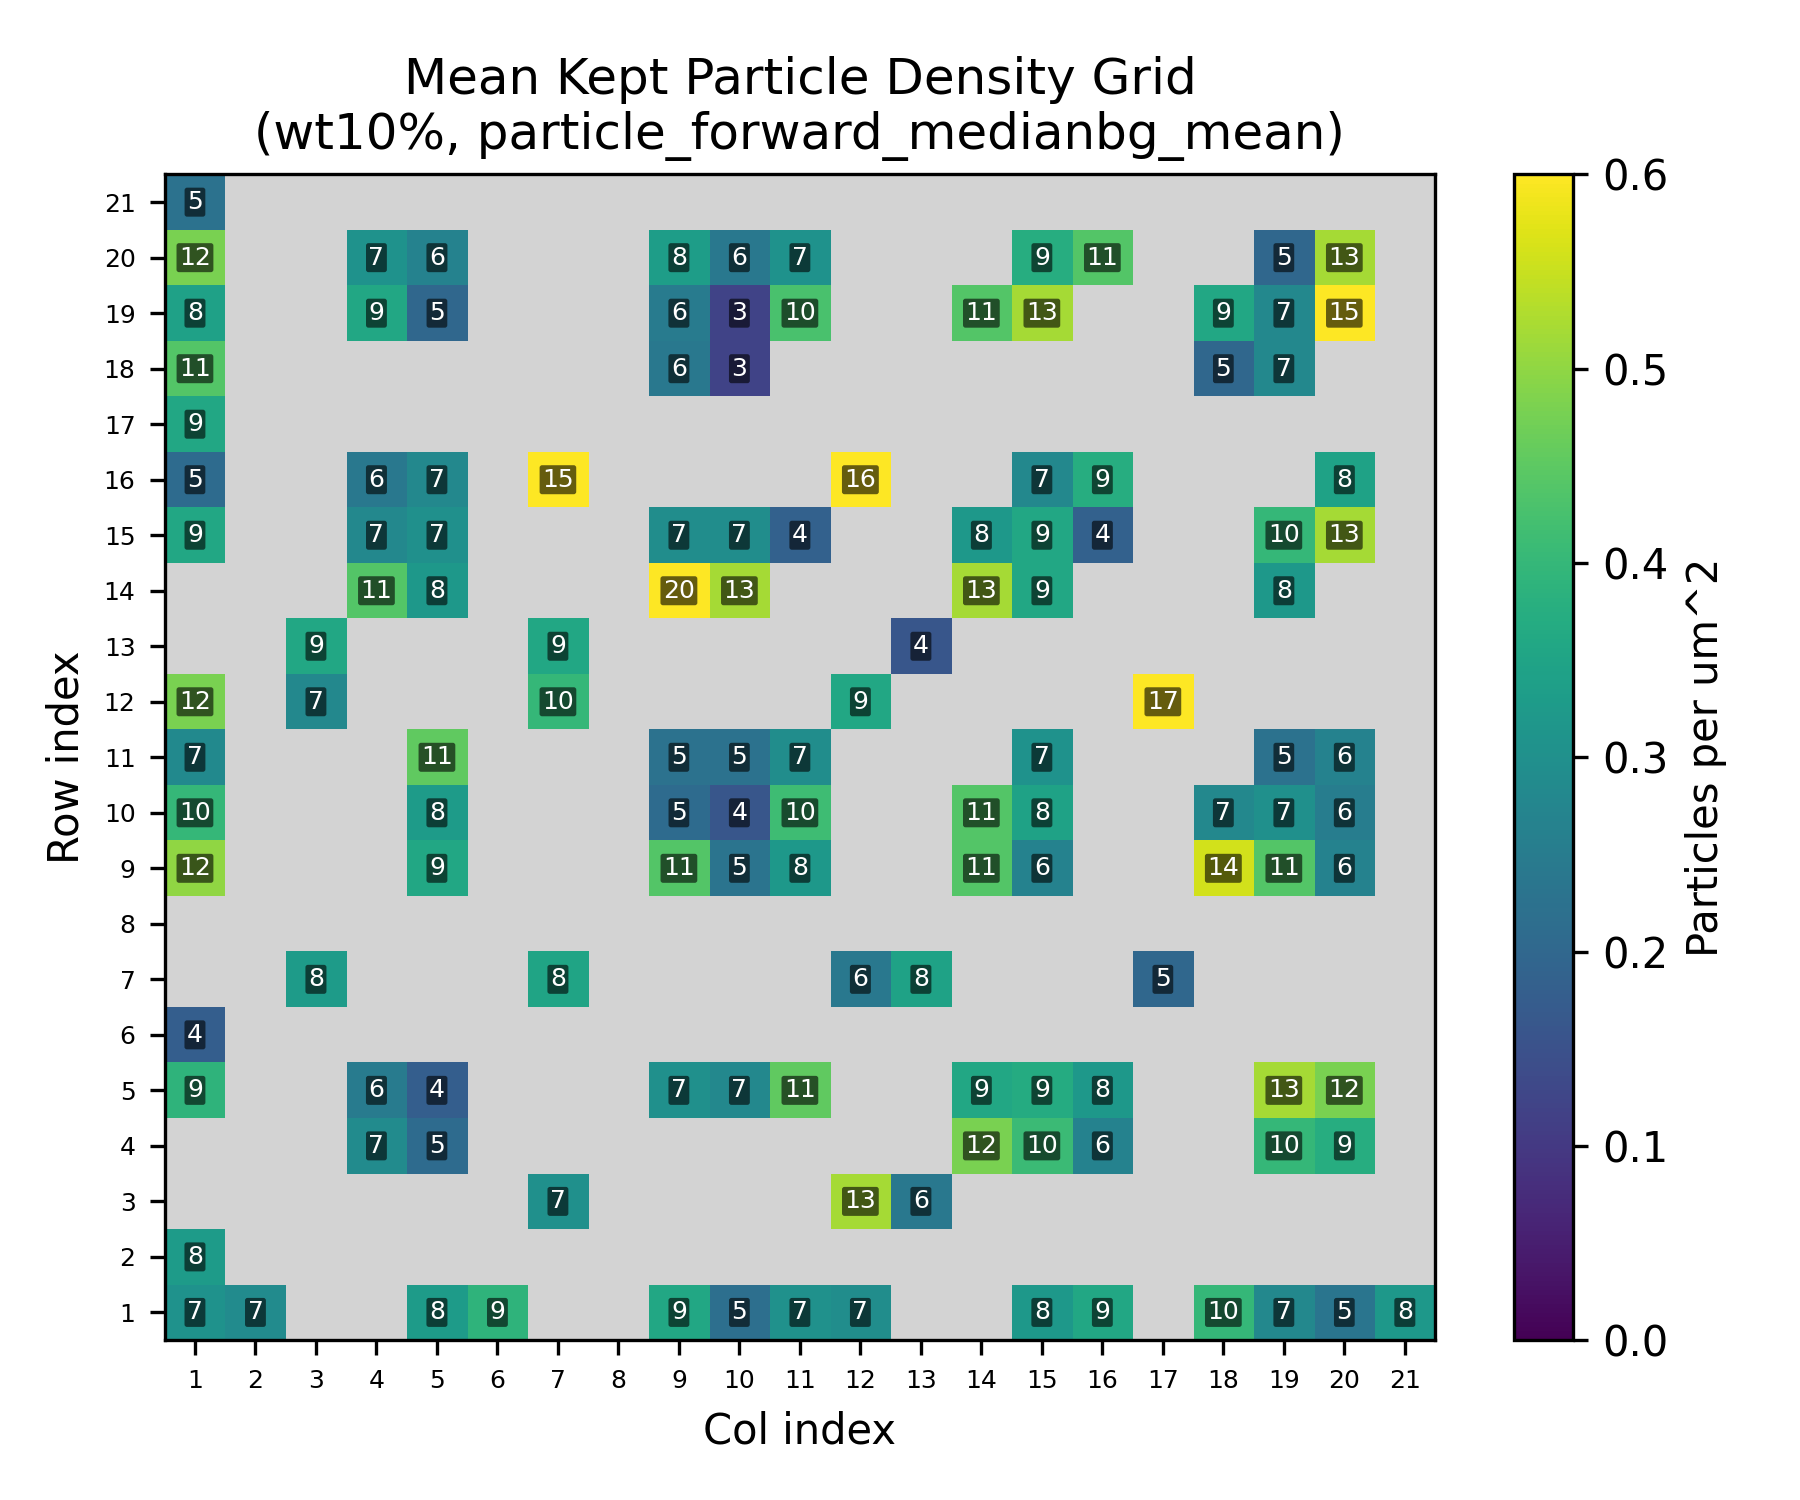 Mean Kept Particle Density Grid
(wt10%, particle_forward_medianbg_mean)
21 5
20 12 7 6 8 6 7 9 11 5 13
19 8 9 5 6 3 10 11 13 9 7 15
18 11 6 3 5 7
17 9
16 5 6 7 15 16 7 9 8
15 9 7 7 7 7 4 8 9 4 10 13
14 11 8 20 13 13 9 8
13 9 9 4
12 12 7 10 9 17
11 7 11 5 5 7 7 5 6
10 10 8 5 4 10 11 8 7 7 6
9 12 9 11 5 8 11 6 14 11 6
8
7 8 8 6 8 5
6 4
5 9 6 4 7 7 11 9 9 8 13 12
4 7 5 12 10 6 10 9
3 7 13 6
2 8
1 7 7 8 9 9 5 7 7 8 9 10 7 5 8
1 2 3 4 5 6 7 8 9 10 11 12 13 14 15 16 17 18 19 20 21
Col index
Row index
0.6
0.5
0.4
0.3
0.2
0.1
0.0
Particles per um^2